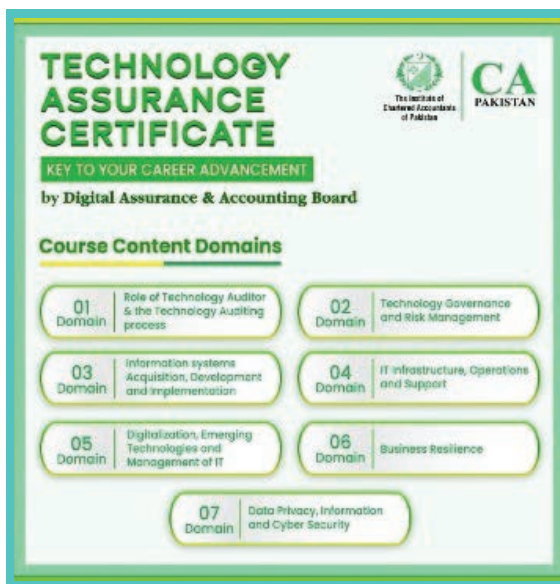 TECHNOLOGY
ASSURANCE
CERTIFICATE
The Institute of
Chartered Accountants
of Pakistan
CA
PAKISTAN
KEY TO YOUR CAREER ADVANCEMENT
by Digital Assurance & Accounting Board
Course Content Domains
01
Domain
Role of Technology Auditor
& the Technology Auditing
process
02
Domain
Technology Governance
and Risk Management
03
Domain
Information systems
Acquisition, Development
and Implementation
04
Domain
IT Infrastructure, Operations
and Support
05
Domain
Digitalization, Emerging
Technologies and
Management of IT
06
Domain
Business Resilience
07
Domain
Data Privacy, Information
and Cyber Security